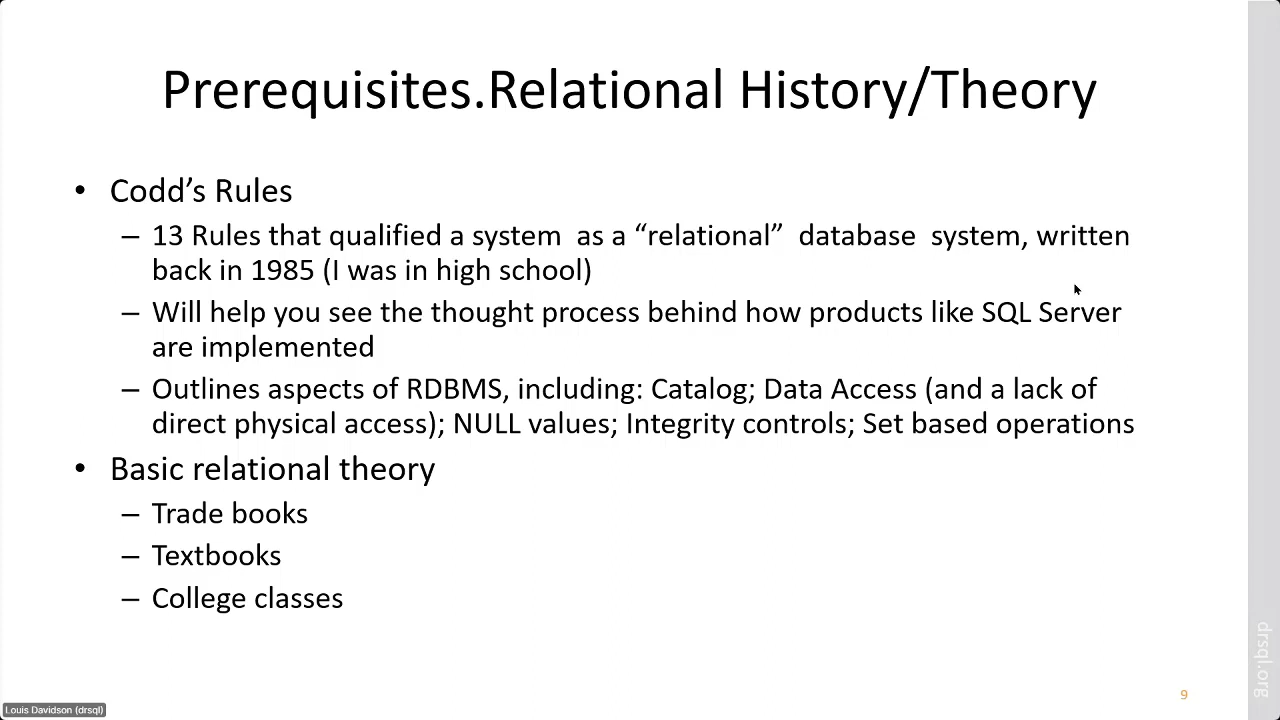 Prerequisites.Relational History/Theory
• Codd’s Rules
– 13 Rules that qualified a system as a “relational” database system, written
back in 1985 (I was in high school)
– Will help you see the thought process behind how products like SQL Server
are implemented
– Outlines aspects of RDBMS, including: Catalog; Data Access (and a lack of
direct physical access); NULL values; Integrity controls; Set based operations
• Basic relational theory
– Trade books
– Textbooks
– College classes
drsql.org
9
Louis Davidson (drsql)